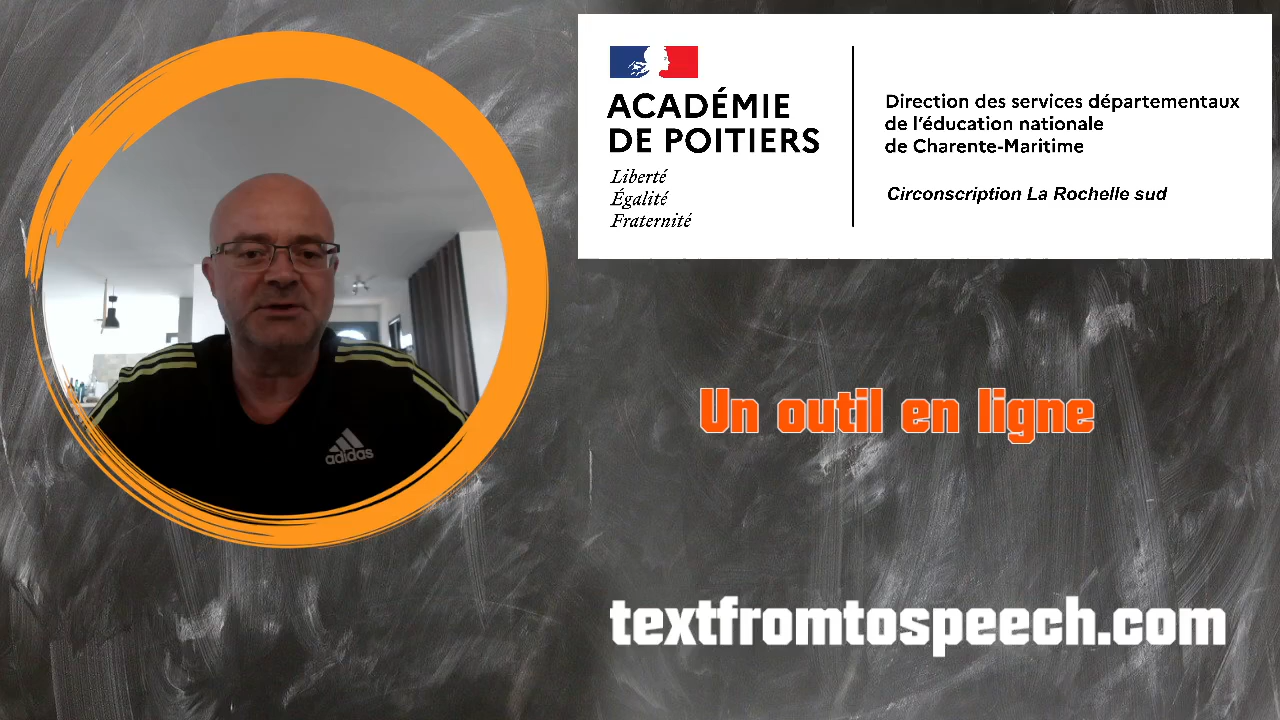 ACADÉMIE
DE POITIERS
Liberté
Égalité
Fraternité
Direction des services départementaux
de l'éducation nationale
de Charente-Maritime
Circonscription La Rochelle sud
adidas
Un outil en ligne
textfromtospeech.com